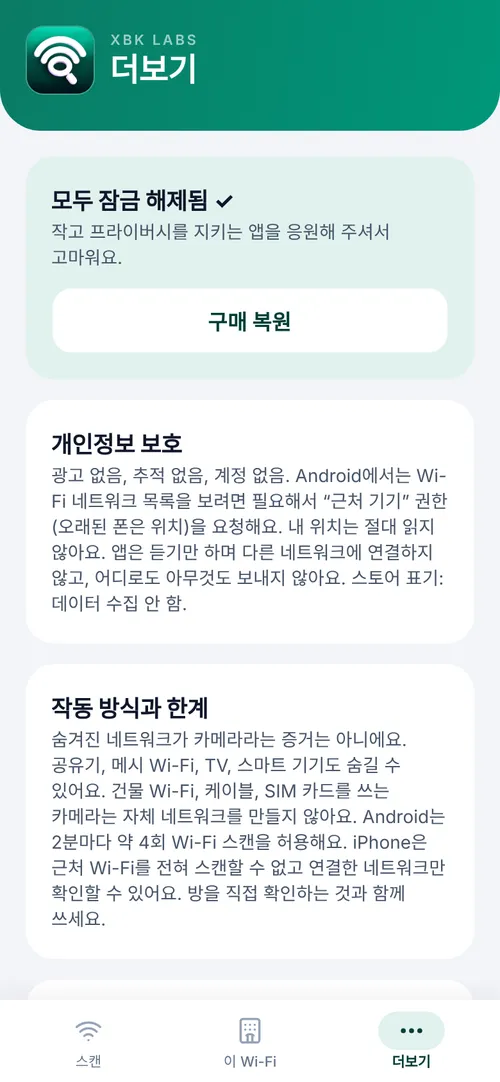 XBK LABS
더보기
모두 잠금 해제됨 ✓
작고 프라이버시를 지키는 앱을 응원해 주셔서
고마워요.
구매 복원
개인정보 보호
광고 없음, 추적 없음, 계정 없음. Android에서는 Wi-
Fi 네트워크 목록을 보려면 필요해서 “근처 기기” 권한
(오래된 폰은 위치)을 요청해요. 내 위치는 절대 읽지
않아요. 앱은 듣기만 하며 다른 네트워크에 연결하지
않고, 어디로도 아무것도 보내지 않아요. 스토어 표기:
데이터 수집 안 함.
작동 방식과 한계
숨겨진 네트워크가 카메라라는 증거는 아니에요.
공유기, 메시 Wi-Fi, TV, 스마트 기기도 숨길 수
있어요. 건물 Wi-Fi, 케이블, SIM 카드를 쓰는
카메라는 자체 네트워크를 만들지 않아요. Android는
2분마다 약 4회 Wi-Fi 스캔을 허용해요. iPhone은
근처 Wi-Fi를 전혀 스캔할 수 없고 연결한 네트워크만
확인할 수 있어요. 방을 직접 확인하는 것과 함께
쓰세요.
스캔
이 Wi-Fi
더보기